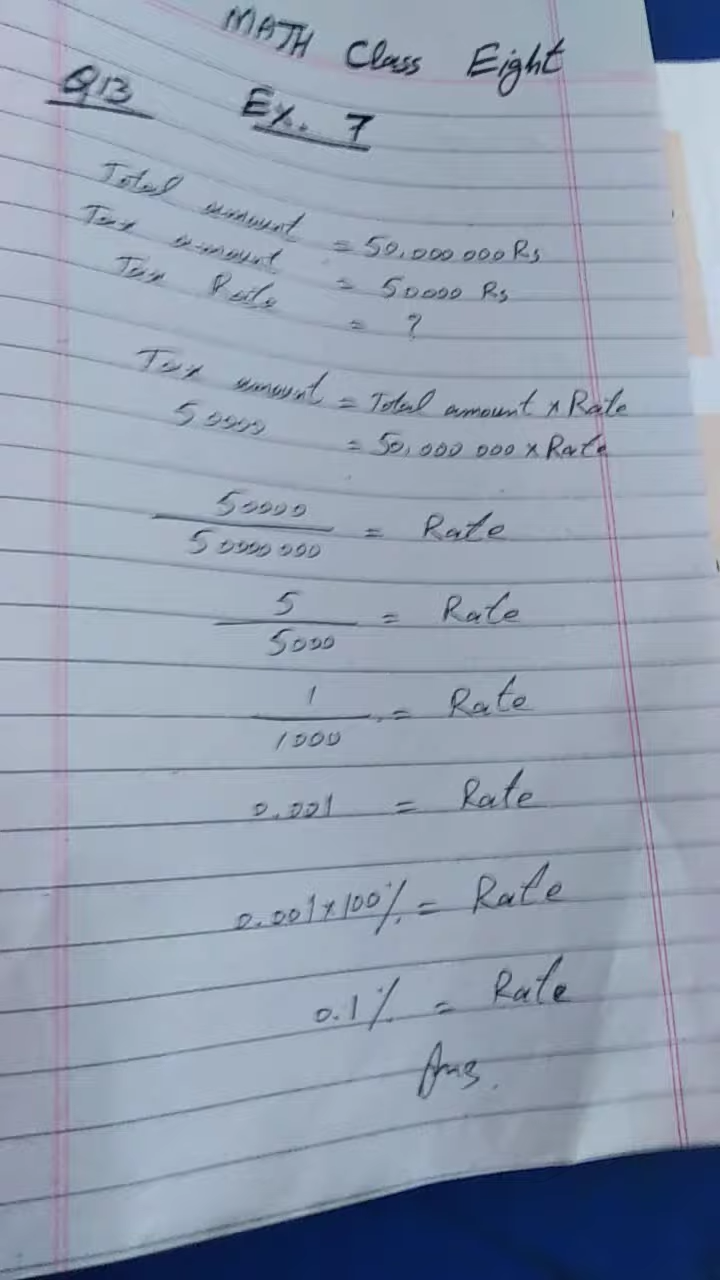 MATH Class Eight
Q13 Ex. 7
Total amount = 50,000 000 Rs
Tax amount = 50000 Rs
Tax Rate = ?
Tax amount = Total amount x Rate
50000 = 50,000 000 x Rate
50000 / 50000000 = Rate
5 / 5000 = Rate
1 / 1000 = Rate
0.001 = Rate
0.001 x 100% = Rate
0.1% = Rate
Ans.